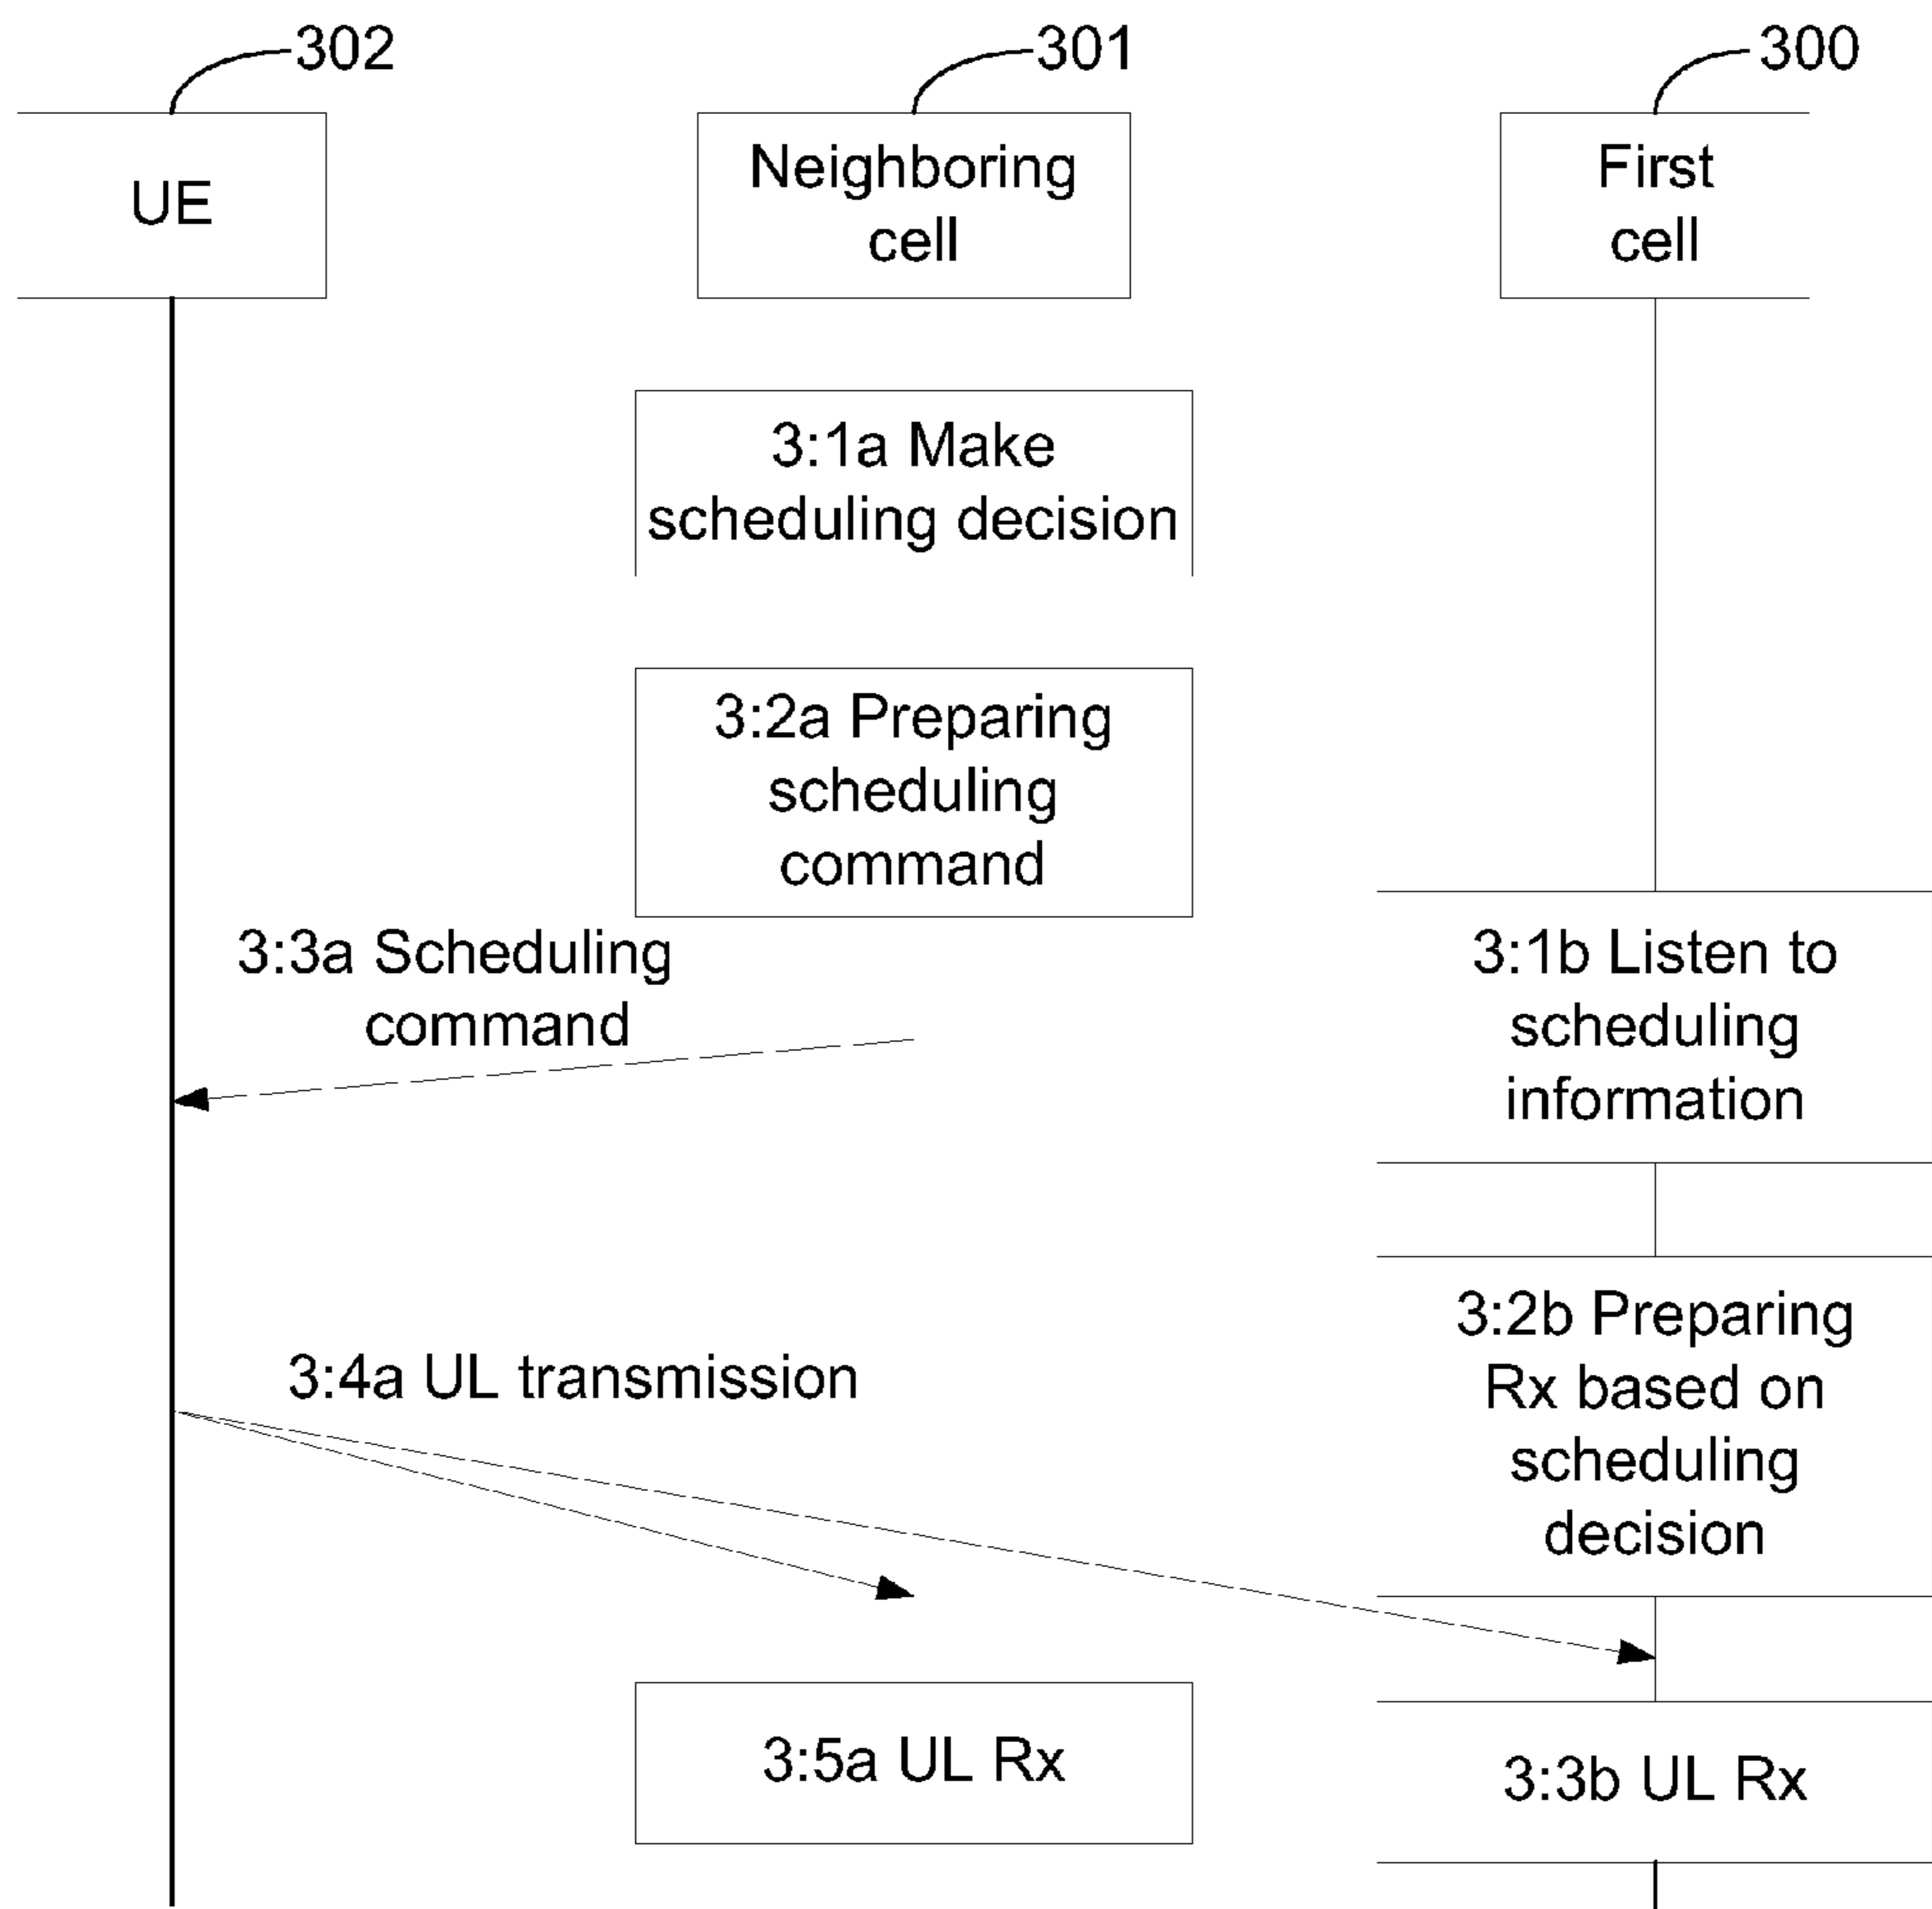 302
301
300
UE
Neighboring
cell
First
cell
3:1a Make
scheduling decision
3:2a Preparing
scheduling
command
3:3a Scheduling
command
3:1b Listen to
scheduling
information
3:4a UL transmission
3:2b Preparing
Rx based on
scheduling
decision
3:5a UL Rx
3:3b UL Rx